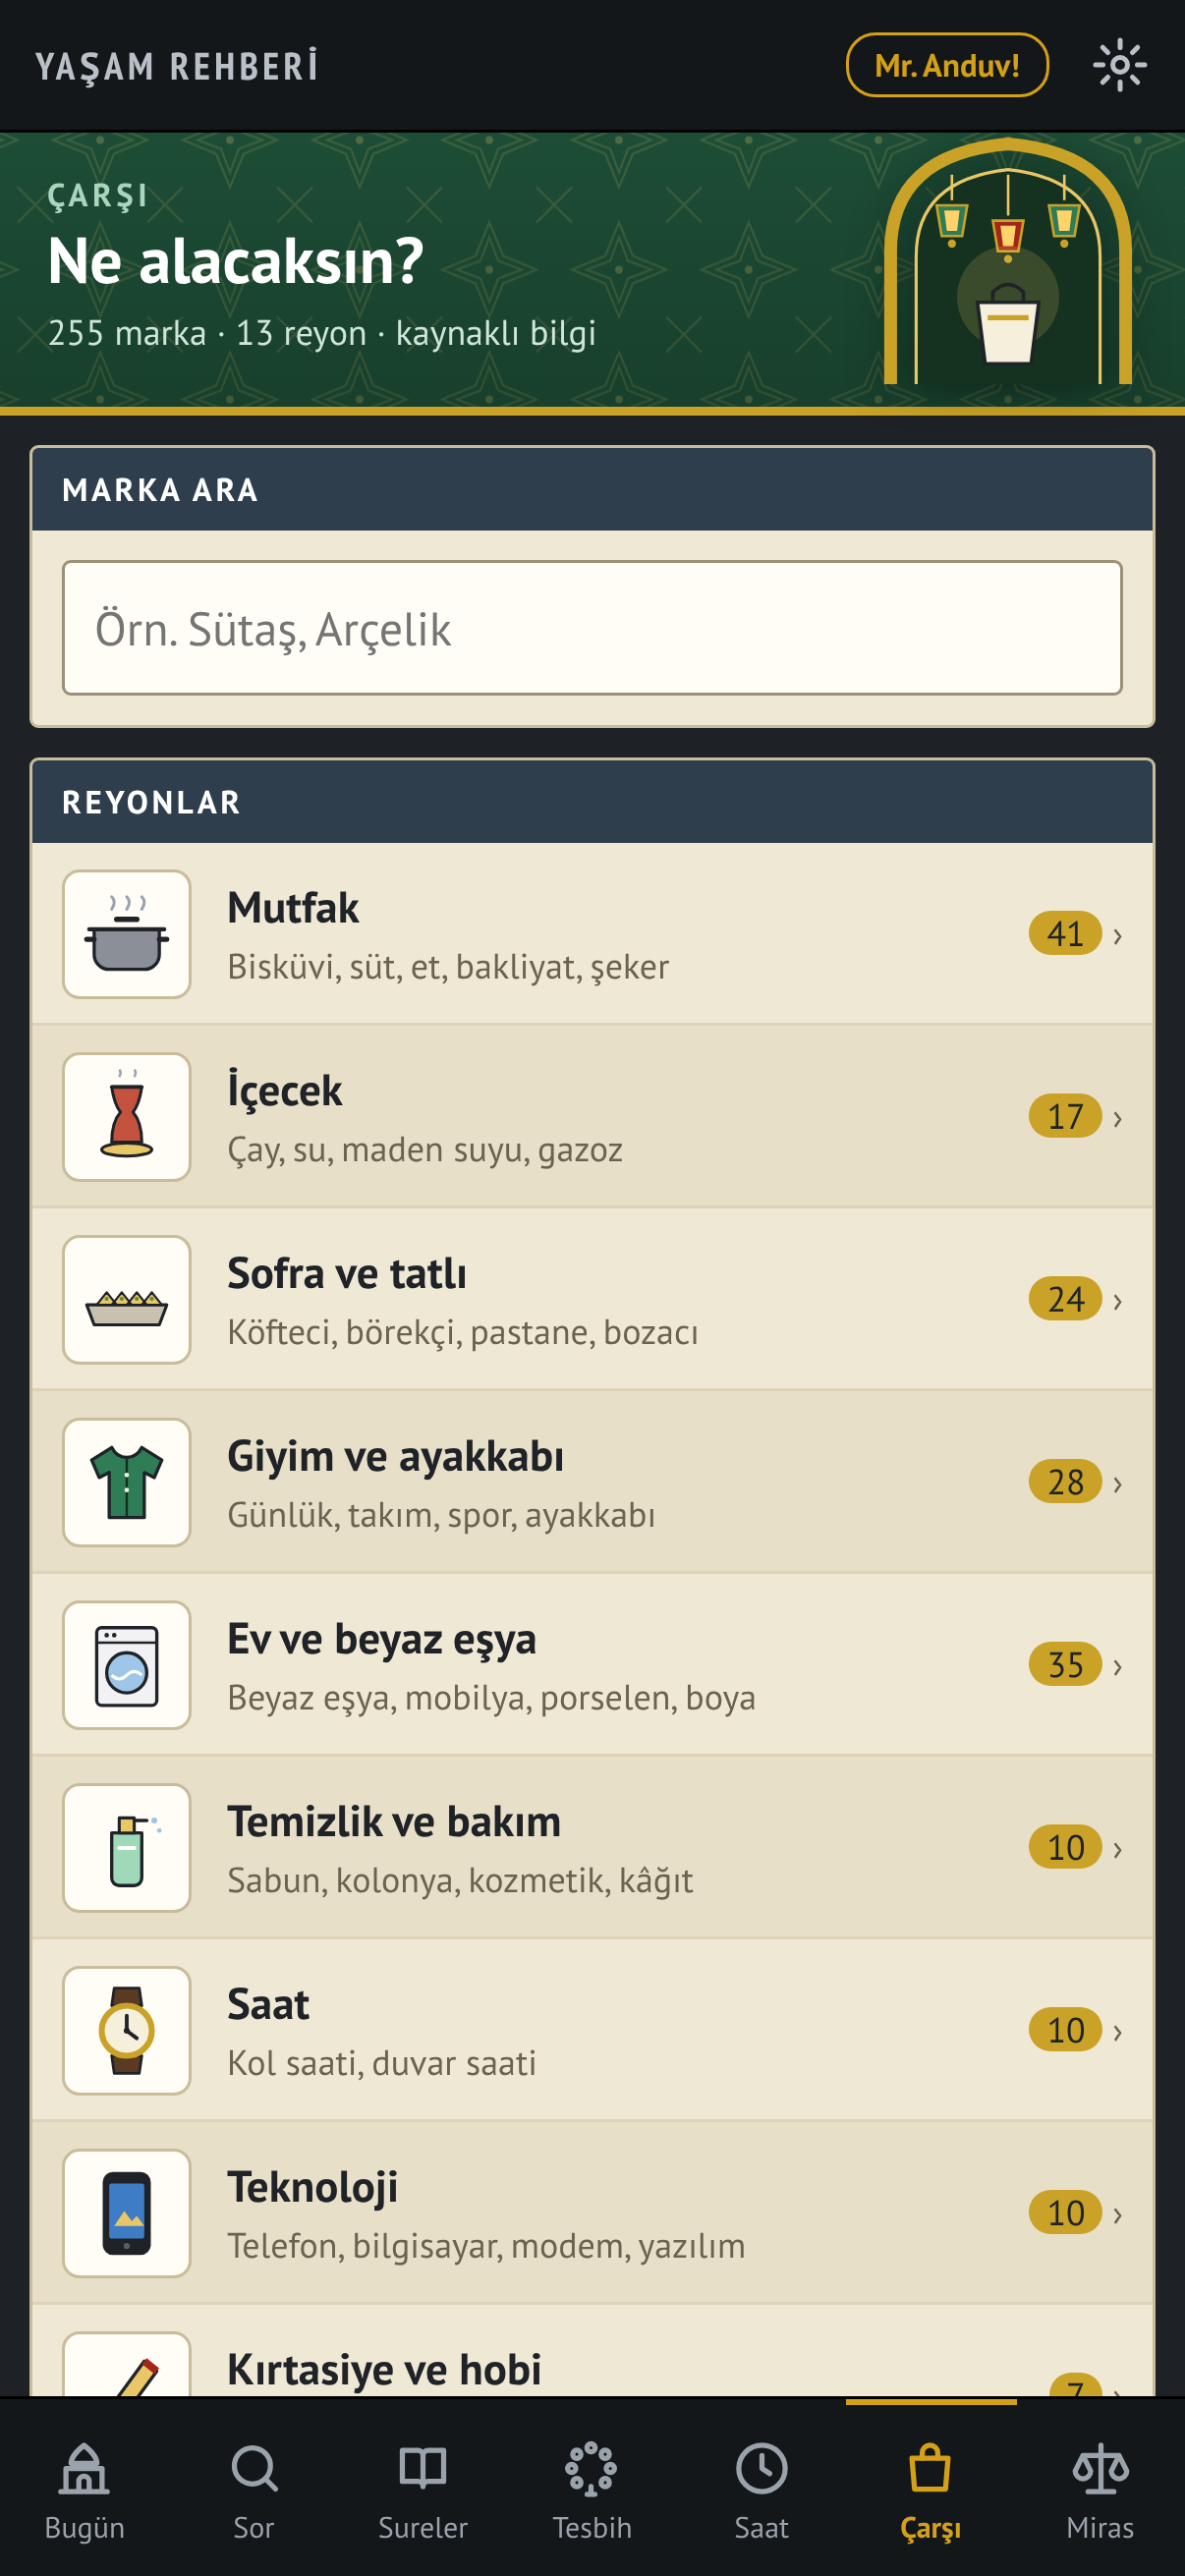 YAŞAM REHBERİ
Mr. Anduv!
ÇARŞI
Ne alacaksın?
255 marka · 13 reyon · kaynaklı bilgi
MARKA ARA
Örn. Sütaş, Arçelik
REYONLAR
Mutfak
Bisküvi, süt, et, bakliyat, şeker
41 ›
İçecek
Çay, su, maden suyu, gazoz
17 ›
Sofra ve tatlı
Köfteci, börekçi, pastane, bozacı
24 ›
Giyim ve ayakkabı
Günlük, takım, spor, ayakkabı
28 ›
Ev ve beyaz eşya
Beyaz eşya, mobilya, porselen, boya
35 ›
Temizlik ve bakım
Sabun, kolonya, kozmetik, kâğıt
10 ›
Saat
Kol saati, duvar saati
10 ›
Teknoloji
Telefon, bilgisayar, modem, yazılım
10 ›
Kırtasiye ve hobi
7 ›
Bugün
Sor
Sureler
Tesbih
Saat
Çarşı
Miras